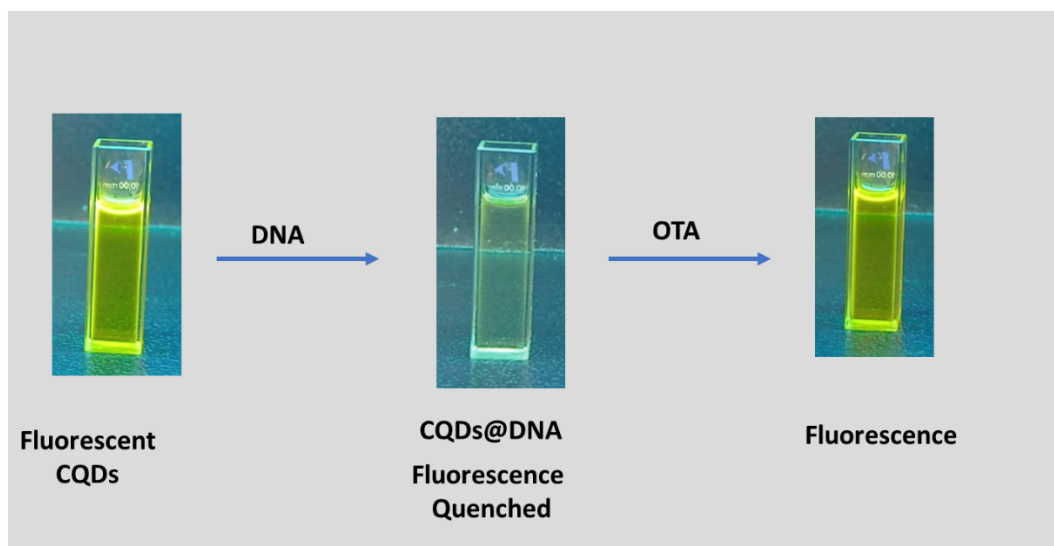 DNA
OTA
Fluorescent
CQDs
CQDs@DNA
Fluorescence
Quenched
Fluorescence